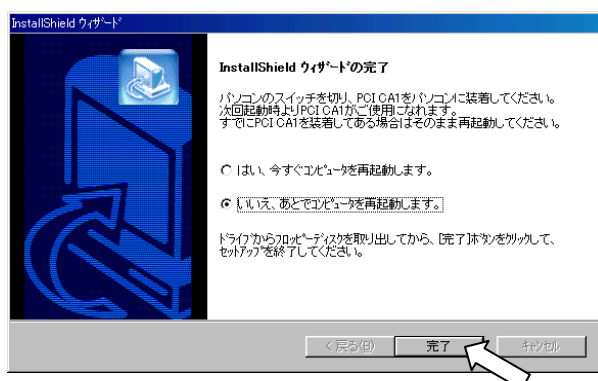 InstallShield ウィザード
InstallShield ウィザードの完了
パソコンのスイッチを切り、PCI CA1をパソコンに装着してください。
次回起動時よりPCI CA1がご使用になれます。
すでにPCI CA1を装着してある場合はそのまま再起動してください。
はい、今すぐコンピュータを再起動します。
いいえ、あとでコンピュータを再起動します。
ドライブからフロッピーディスクを取り出してから、[完了]ボタンをクリックして、
セットアップを終了してください。
< 戻る(B)
完了
キャンセル